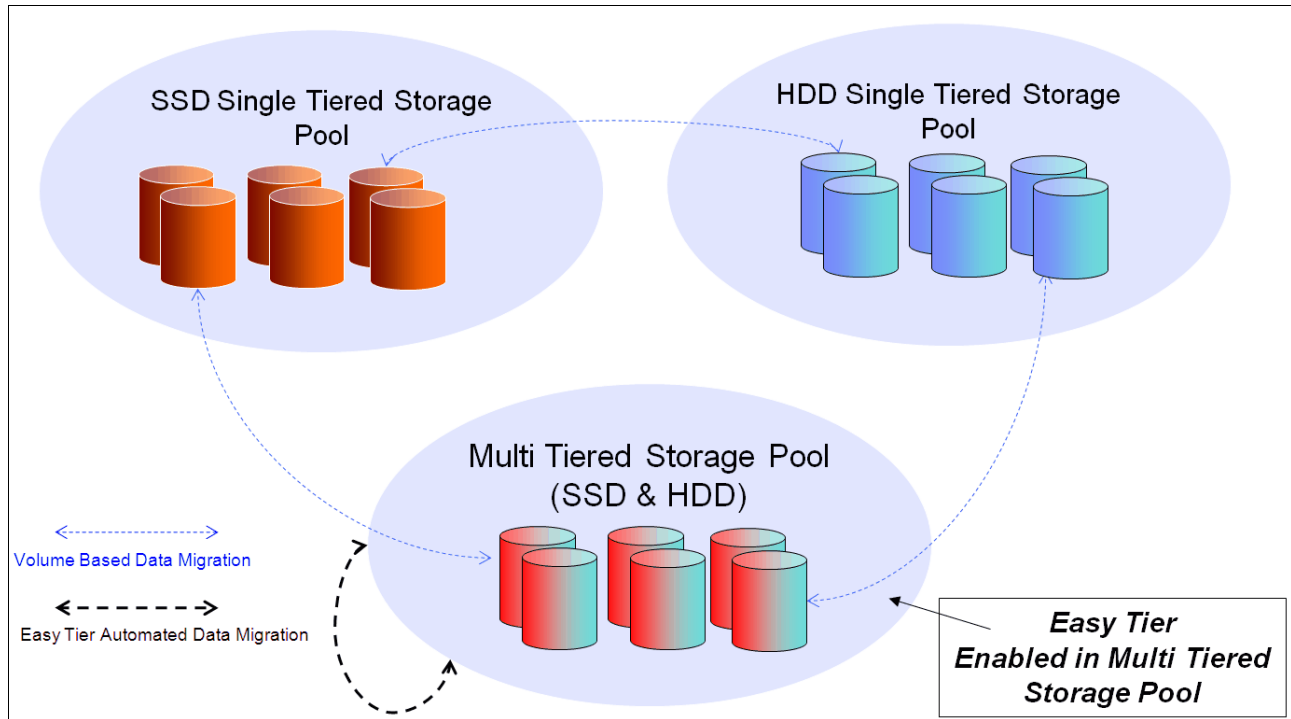 SSD Single Tiered Storage
Pool
HDD Single Tiered Storage
Pool
Multi Tiered Storage Pool
(SSD & HDD)
Volume Based Data Migration
Easy Tier Automated Data Migration
Easy Tier
Enabled in Multi Tiered
Storage Pool